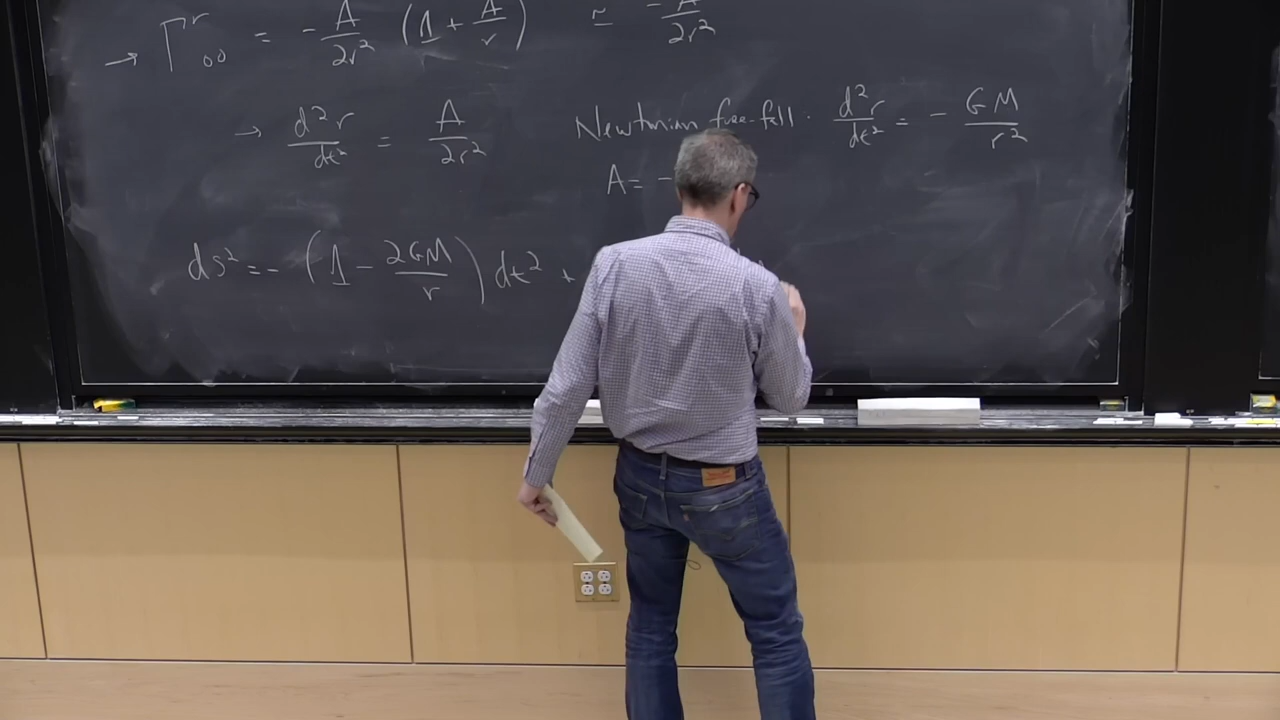 → Γ^r_00 = - A/2r² (1 + A/r) ≃ - A/2r²
→ d²r/dt² = A/2r² Newtonian free-fall. d²r/dt² = - GM/r²
A = -
ds² = - (1 - 2GM/r) dt² +